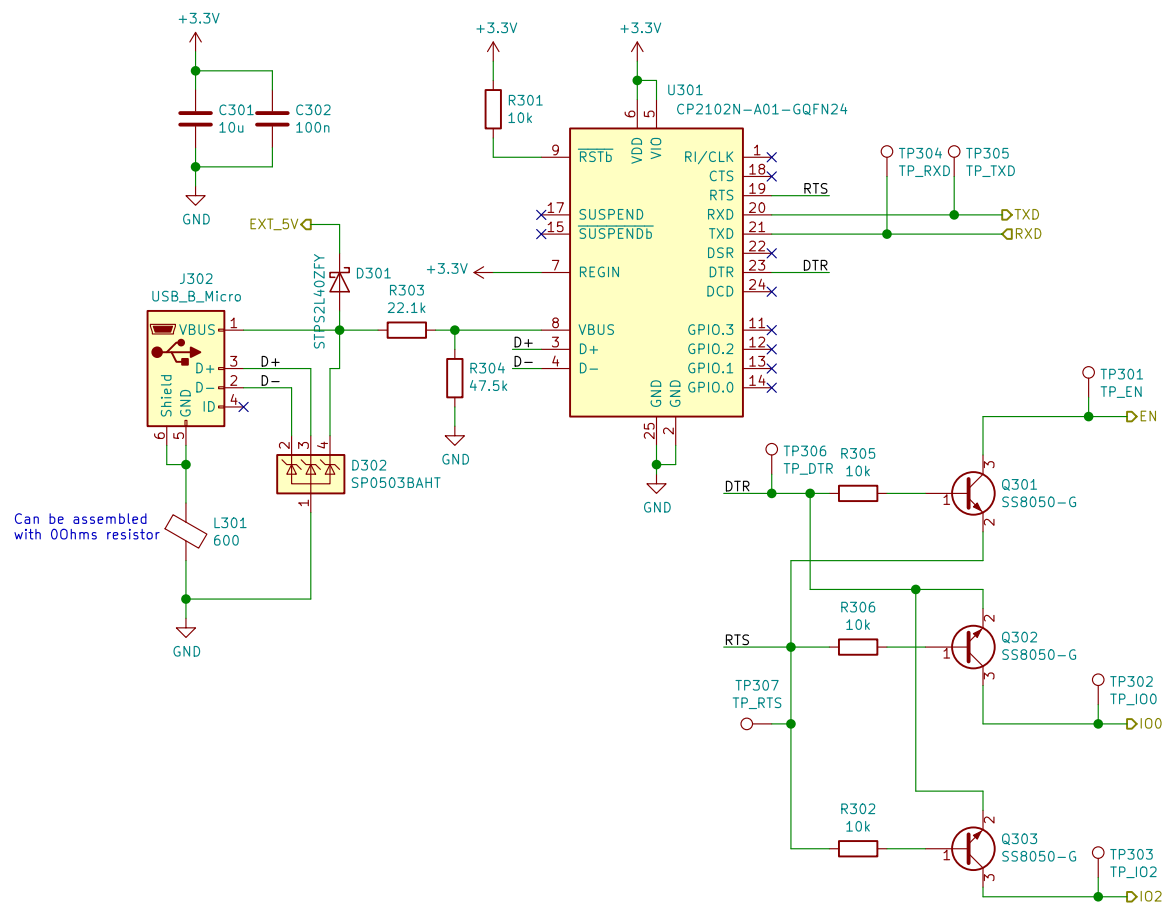 +3.3V
C301
10u
C302
100n
GND
+3.3V
R301
10k
+3.3V
U301
CP2102N-A01-GQFN24
6
5
VDD
VIO
9
RSTb
17
SUSPEND
15
SUSPENDb
+3.3V
7
REGIN
8
VBUS
D+
3
D+
D-
4
D-
RI/CLK
1
CTS
18
RTS
19
RTS
RXD
20
TXD
21
DSR
22
DTR
23
DTR
DCD
24
GPIO.3
11
GPIO.2
12
GPIO.1
13
GPIO.0
14
GND
GND
25
2
GND
TP304
TP_RXD
TP305
TP_TXD
TXD
RXD
EXT_5V
STPS2L40ZFY
D301
J302
USB_B_Micro
VBUS
1
D+
3
D+
D-
2
D-
ID
4
Shield
GND
6
5
R303
22.1k
R304
47.5k
GND
2
3
4
D302
SP0503BAHT
1
Can be assembled
with 0Ohms resistor
L301
600
GND
TP301
TP_EN
EN
TP306
TP_DTR
R305
10k
DTR
3
1
2
Q301
SS8050-G
R306
10k
RTS
2
1
3
Q302
SS8050-G
TP307
TP_RTS
TP302
TP_IO0
IO0
R302
10k
2
1
3
Q303
SS8050-G
TP303
TP_IO2
IO2